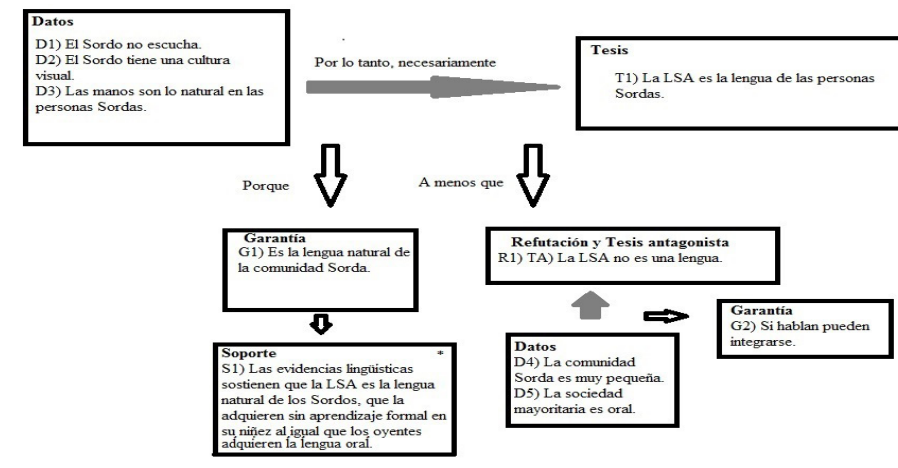 Datos
D1) El Sordo no escucha.
D2) El Sordo tiene una cultura
visual.
D3) Las manos son lo natural en las
personas Sordas.
Por lo tanto, necesariamente
Tesis
T1) La LSA es la lengua de las personas
Sordas.
Porque
A menos que
Garantía
G1) Es la lengua natural de
la comunidad Sorda.
Refutación y Tesis antagonista
R1) TA) La LSA no es una lengua.
Garantía
G2) Si hablan pueden
integrarse.
Datos
D4) La comunidad
Sorda es muy pequeña.
D5) La sociedad
mayoritaria es oral.
Soporte *
S1) Las evidencias lingüisticas
sostienen que la LSA es la lengua
natural de los Sordos, que la
adquieren sin aprendizaje formal en
su niñez al igual que los oyentes
adquieren la lengua oral.